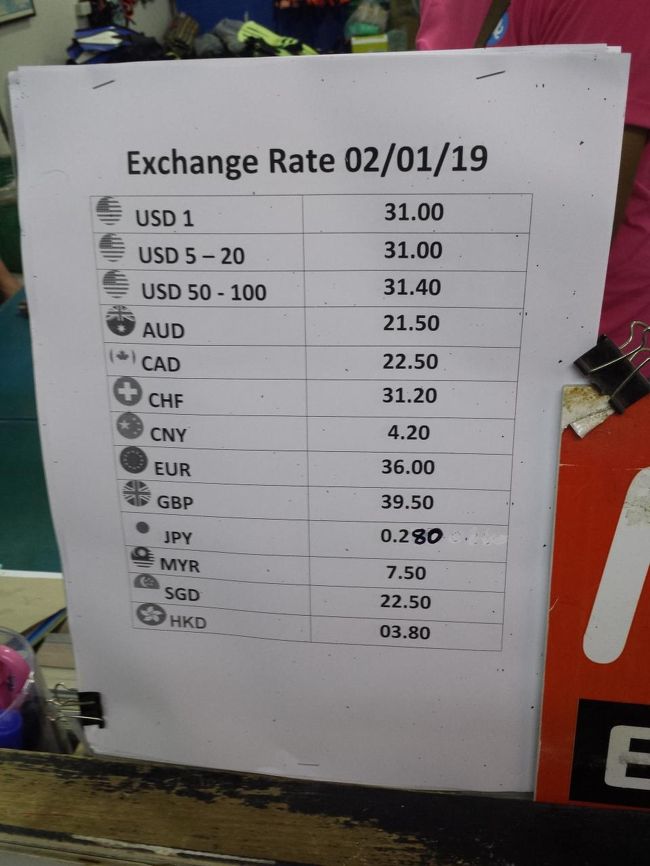 Exchange Rate 02/01/19
USD 1 31.00
USD 5 – 20 31.00
USD 50 - 100 31.40
AUD 21.50
CAD 22.50
CHF 31.20
CNY 4.20
EUR 36.00
GBP 39.50
JPY 0.280
MYR 7.50
SGD 22.50
HKD 03.80